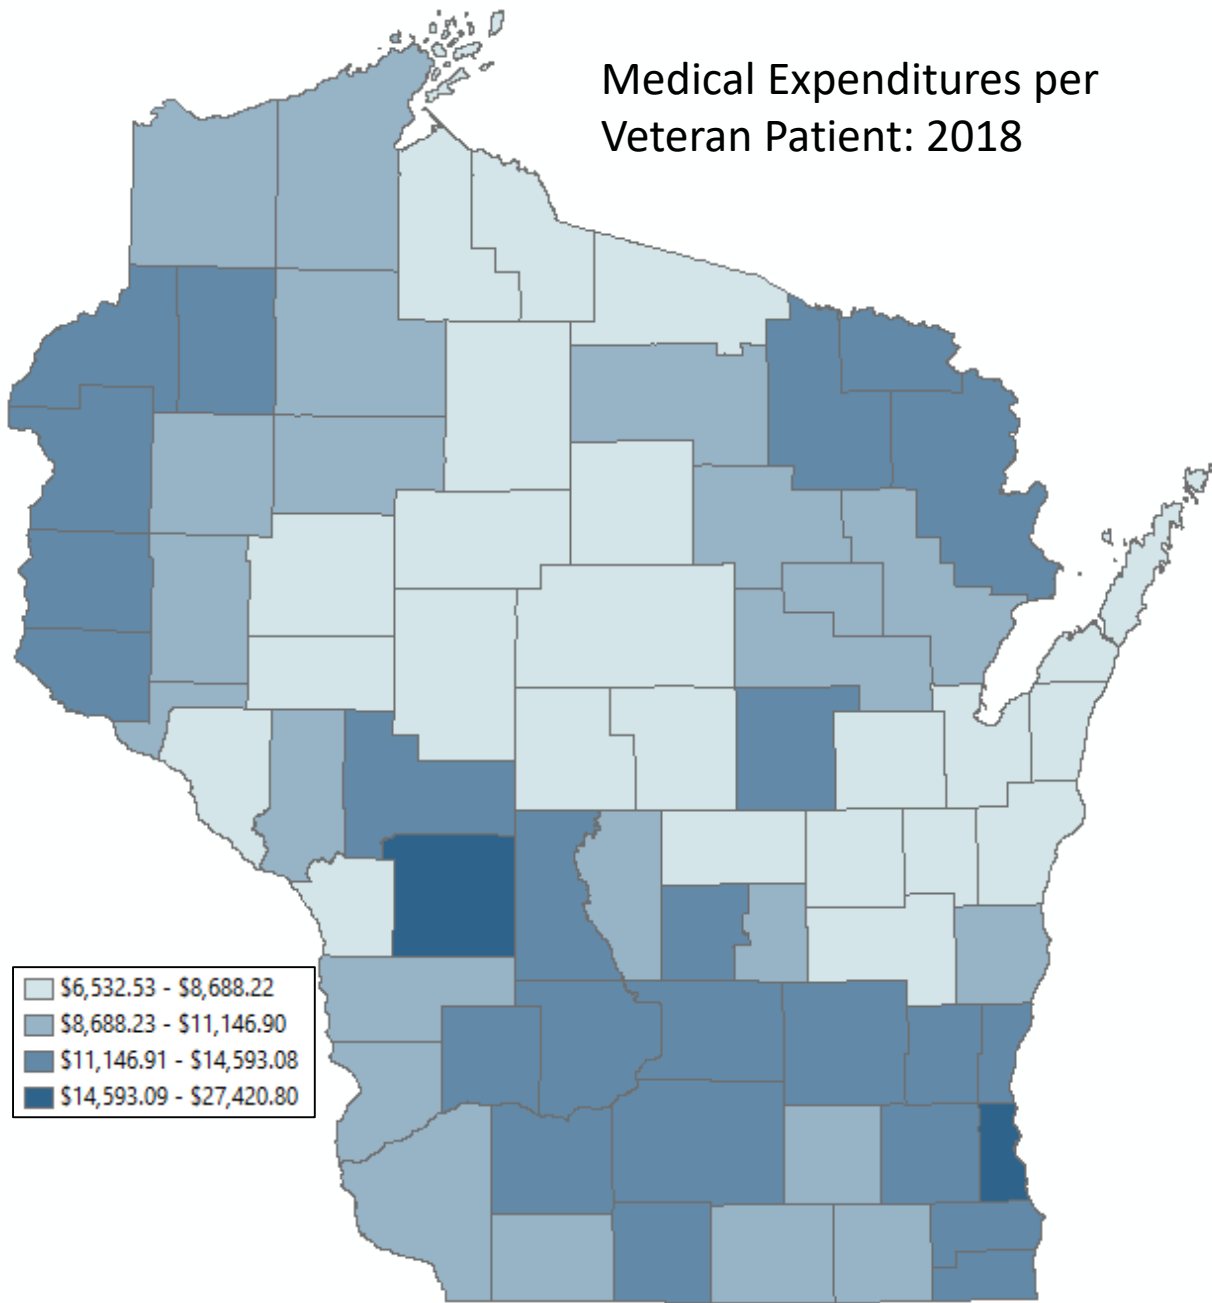 Medical Expenditures per
Veteran Patient: 2018
$6,532.53 - $8,688.22
$8,688.23 - $11,146.90
$11,146.91 - $14,593.08
$14,593.09 - $27,420.80